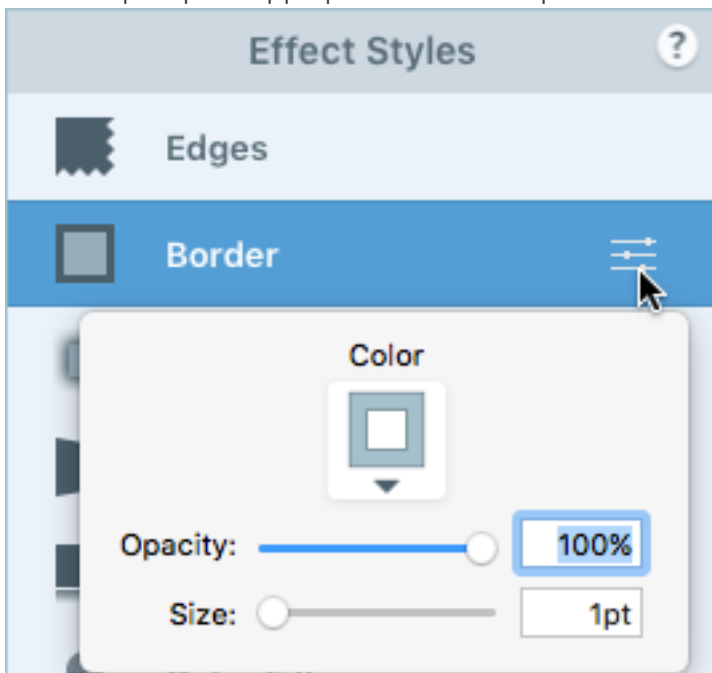 Effect Styles
?
Edges
Border
Color
Opacity: 100%
Size: 1pt